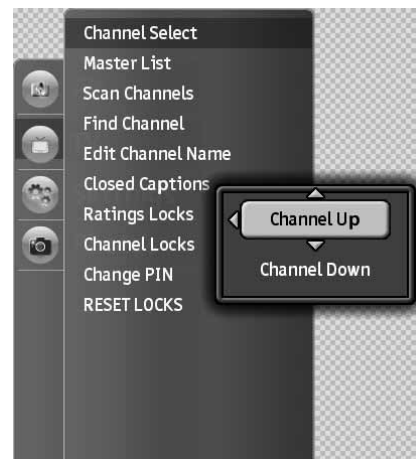 Channel Select
Master List
Scan Channels
Find Channel
Edit Channel Name
Closed Captions
Ratings Locks
Channel Locks
Change PIN
RESET LOCKS
Channel Up
Channel Down